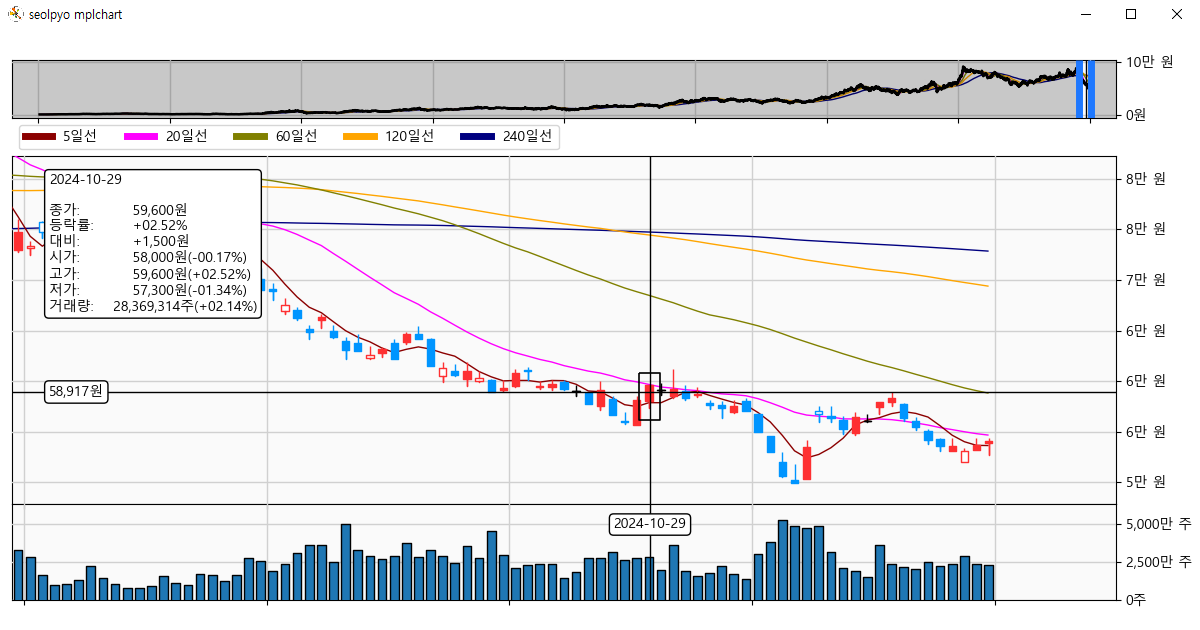 seolpyo mplchart
10만 원
0원
5일선 20일선 60일선 120일선 240일선
2024-10-29
종가: 59,600원
등락률: +02.52%
대비: +1,500원
시가: 58,000원(-00.17%)
고가: 59,600원(+02.52%)
저가: 57,300원(-01.34%)
거래량: 28,369,314주(+02.14%)
8만 원
8만 원
7만 원
6만 원
6만 원
58,917원
6만 원
5만 원
2024-10-29
5,000만 주
2,500만 주
0주